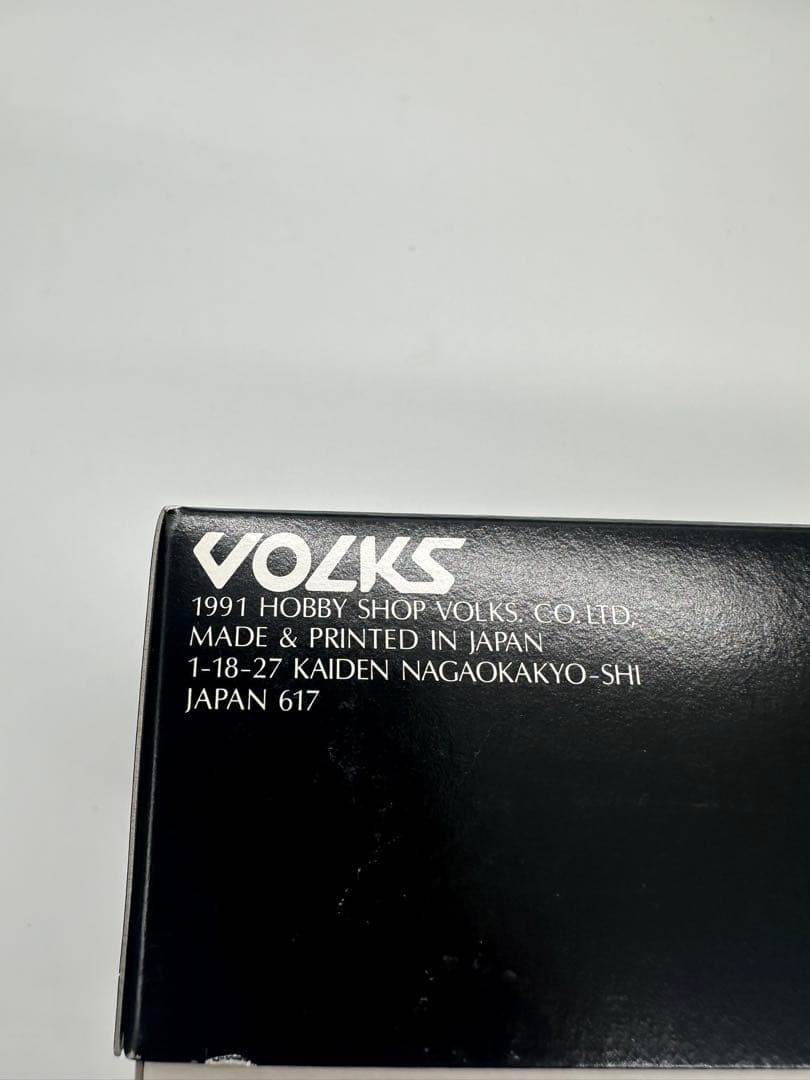 VOLKS
1991 HOBBY SHOP VOLKS. CO. LTD,
MADE & PRINTED IN JAPAN
1-18-27 KAIDEN NAGAOKAKYO-SHI
JAPAN 617